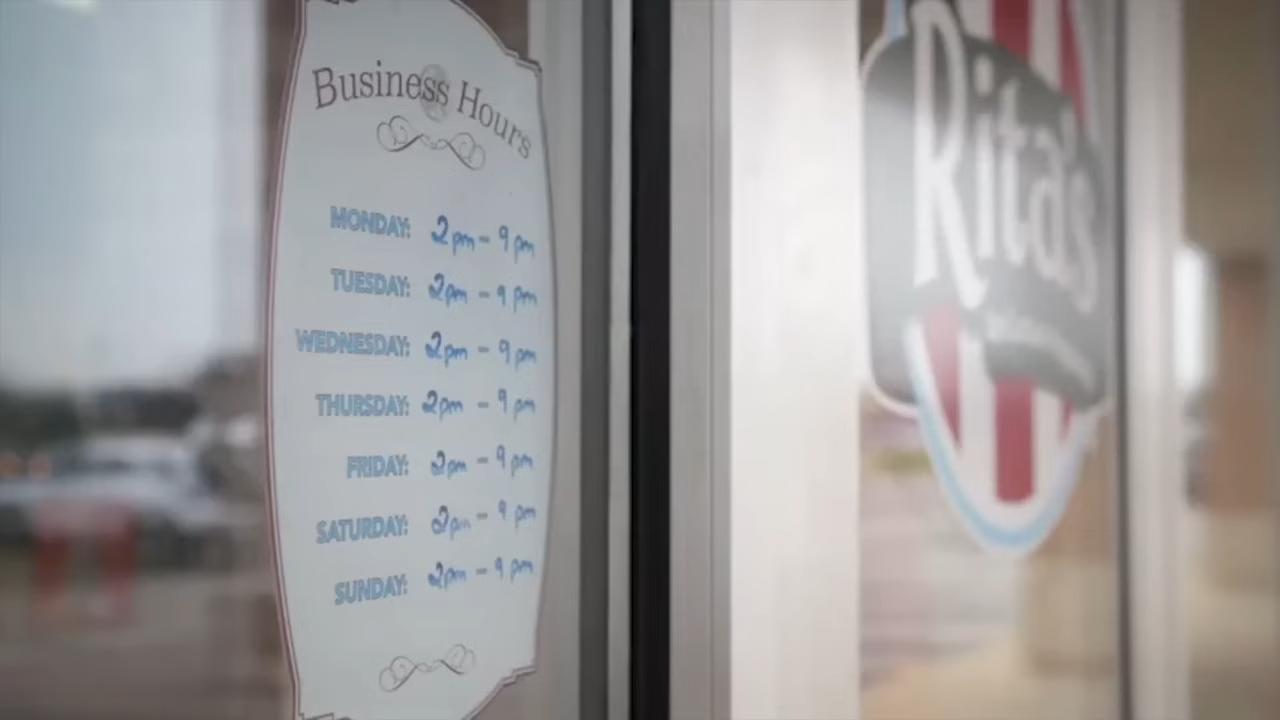 Business Hours
MONDAY: 2pm - 9pm
TUESDAY: 2pm - 9pm
WEDNESDAY: 2pm - 9pm
THURSDAY: 2pm - 9pm
FRIDAY: 2pm - 9pm
SATURDAY: 2pm - 9pm
SUNDAY: 2pm - 9pm
Rita's